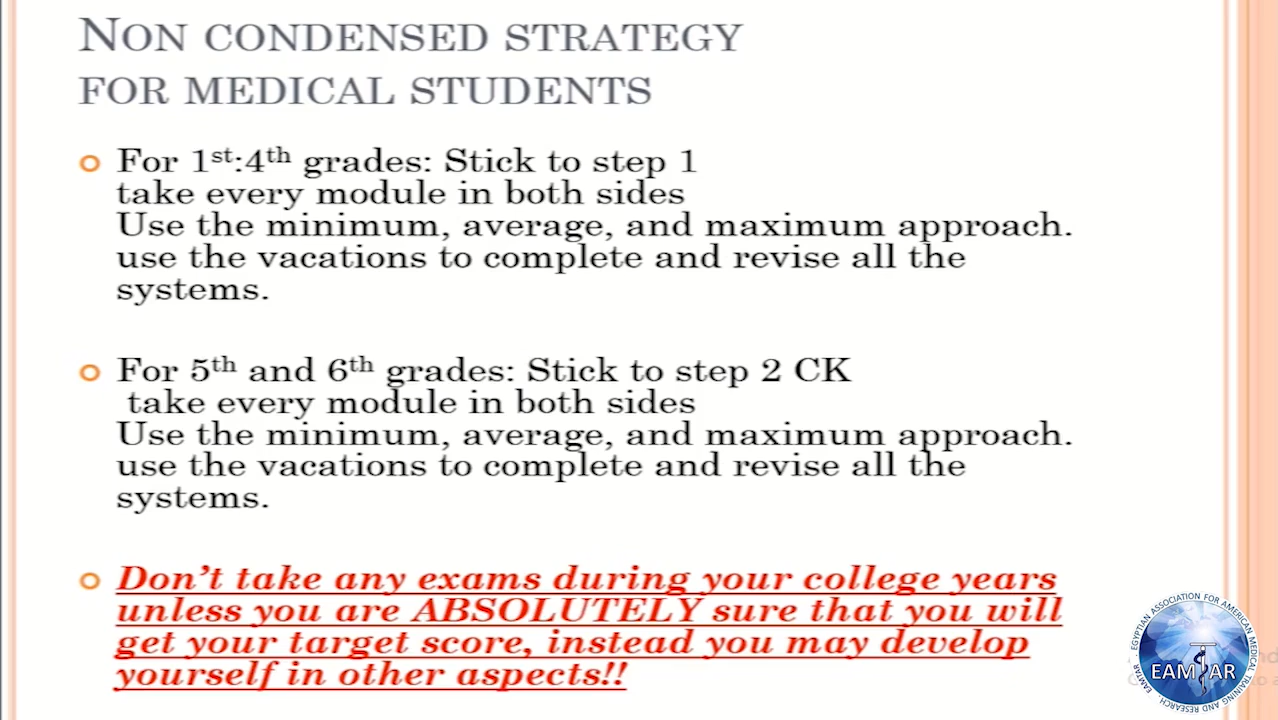 NON CONDENSED STRATEGY
FOR MEDICAL STUDENTS
For 1st:4th grades: Stick to step 1
take every module in both sides
Use the minimum, average, and maximum approach.
use the vacations to complete and revise all the
systems.
For 5th and 6th grades: Stick to step 2 CK
take every module in both sides
Use the minimum, average, and maximum approach.
use the vacations to complete and revise all the
systems.
Don't take any exams during your college years
unless you are ABSOLUTELY sure that you will
get your target score, instead you may develop
yourself in other aspects!!
EGYPTIAN ASSOCIATION FOR AMERICAN MEDICAL TRAINING AND RESEARCH - EAMTAR -
EAMTAR